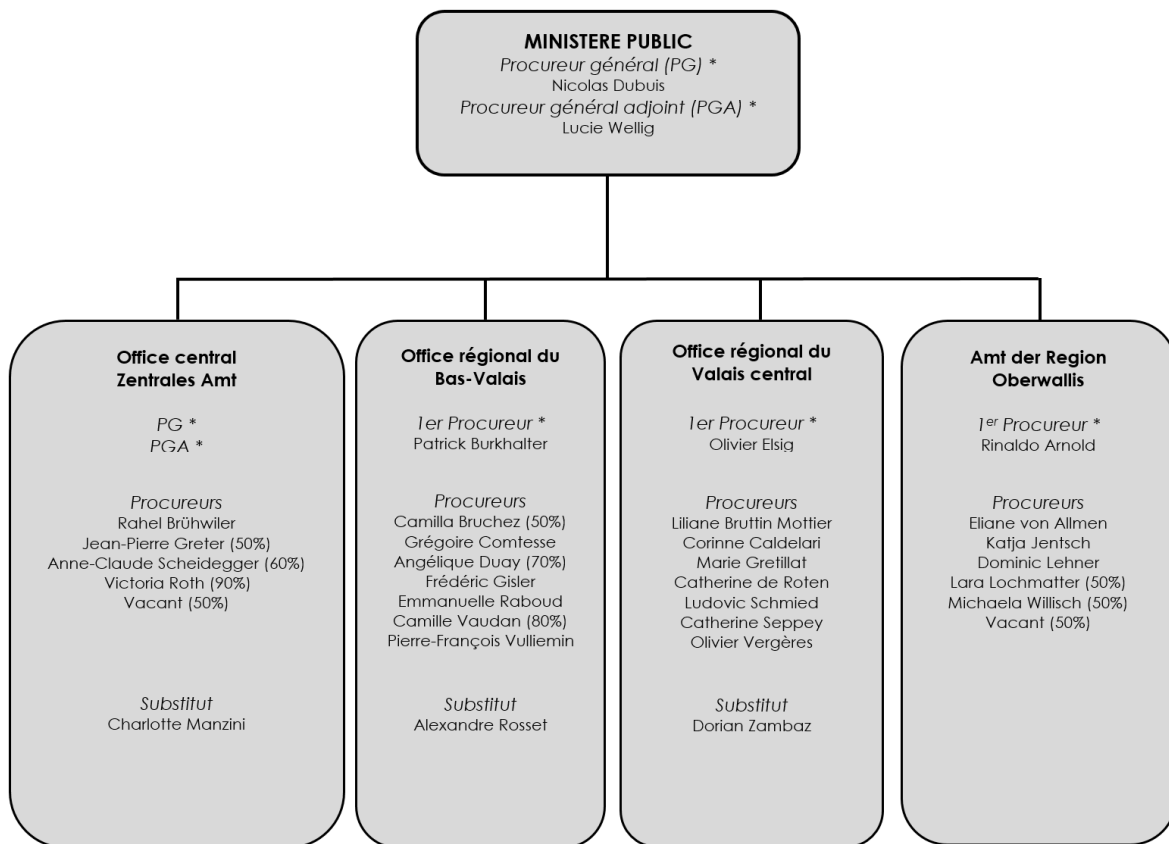 MINISTERE PUBLIC
Procureur général (PG) *
Nicolas Dubuis
Procureur général adjoint (PGA) *
Lucie Wellig
Office central
Zentrales Amt
PG *
PGA *
Procureurs
Rahel Brühwiler
Jean-Pierre Greter (50%)
Anne-Claude Scheidegger (60%)
Victoria Roth (90%)
Vacant (50%)
Substitut
Charlotte Manzini
Office régional du
Bas-Valais
1er Procureur *
Patrick Burkhalter
Procureurs
Camilla Bruchez (50%)
Grégoire Comtesse
Angélique Duay (70%)
Frédéric Gisler
Emmanuelle Raboud
Camille Vaudan (80%)
Pierre-François Vulliemin
Substitut
Alexandre Rosset
Office régional du
Valais central
1er Procureur *
Olivier Elsig
Procureurs
Liliane Bruttin Mottier
Corinne Caldelari
Marie Gretillat
Catherine de Roten
Ludovic Schmied
Catherine Seppey
Olivier Vergères
Substitut
Dorian Zambaz
Amt der Region
Oberwallis
1er Procureur *
Rinaldo Arnold
Procureurs
Eliane von Allmen
Katja Jentsch
Dominic Lehner
Lara Lochmatter (50%)
Michaela Willisch (50%)
Vacant (50%)